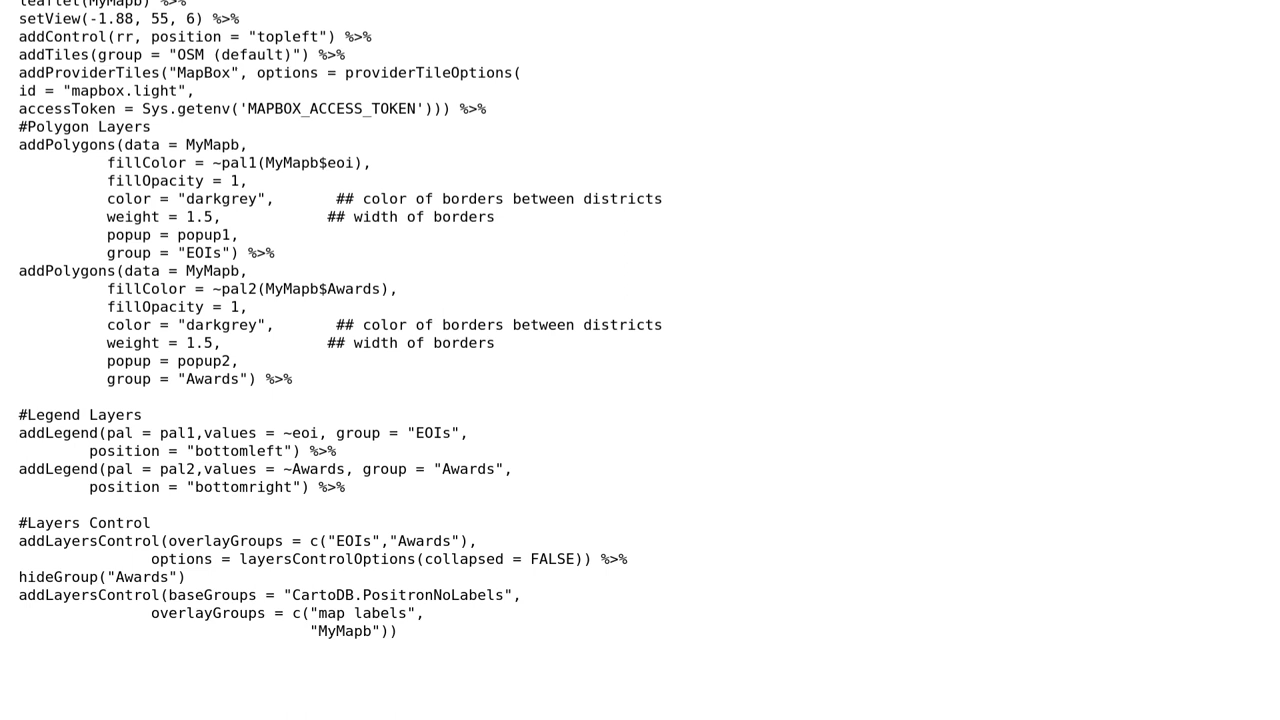 leaflet(MyMapb) %>%
setView(-1.88, 55, 6) %>%
addControl(rr, position = "topleft") %>%
addTiles(group = "OSM (default)") %>%
addProviderTiles("MapBox", options = providerTileOptions(
id = "mapbox.light",
accessToken = Sys.getenv('MAPBOX_ACCESS_TOKEN'))) %>%
#Polygon Layers
addPolygons(data = MyMapb,
          fillColor = ~pal1(MyMapb$eoi),
          fillOpacity = 1,
          color = "darkgrey",       ## color of borders between districts
          weight = 1.5,            ## width of borders
          popup = popup1,
          group = "EOIs") %>%
addPolygons(data = MyMapb,
          fillColor = ~pal2(MyMapb$Awards),
          fillOpacity = 1,
          color = "darkgrey",       ## color of borders between districts
          weight = 1.5,            ## width of borders
          popup = popup2,
          group = "Awards") %>%

#Legend Layers
addLegend(pal = pal1,values = ~eoi, group = "EOIs",
        position = "bottomleft") %>%
addLegend(pal = pal2,values = ~Awards, group = "Awards",
        position = "bottomright") %>%

#Layers Control
addLayersControl(overlayGroups = c("EOIs","Awards"),
               options = layersControlOptions(collapsed = FALSE)) %>%
hideGroup("Awards")
addLayersControl(baseGroups = "CartoDB.PositronNoLabels",
               overlayGroups = c("map labels",
                                 "MyMapb"))